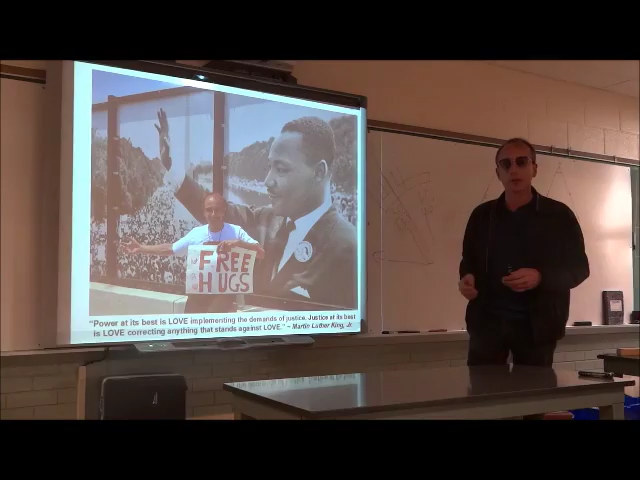 FREE
HUGS
"Power at its best is LOVE implementing the demands of justice. Justice at its best
is LOVE correcting anything that stands against LOVE." ~ Martin Luther King, Jr.